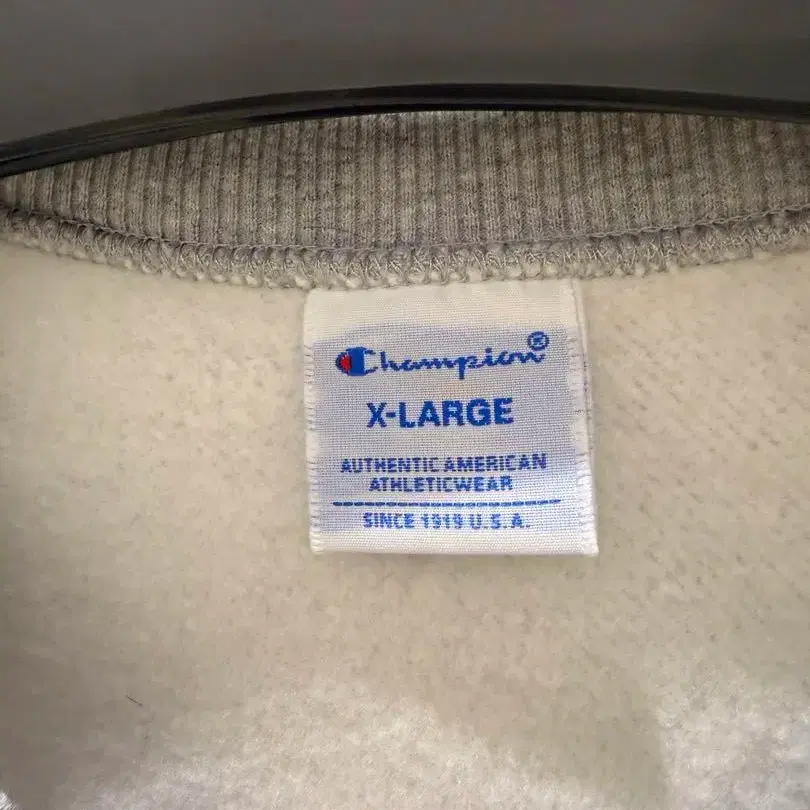 Champion®
X-LARGE
AUTHENTIC AMERICAN
ATHLETICWEAR
SINCE 1919 U.S.A.